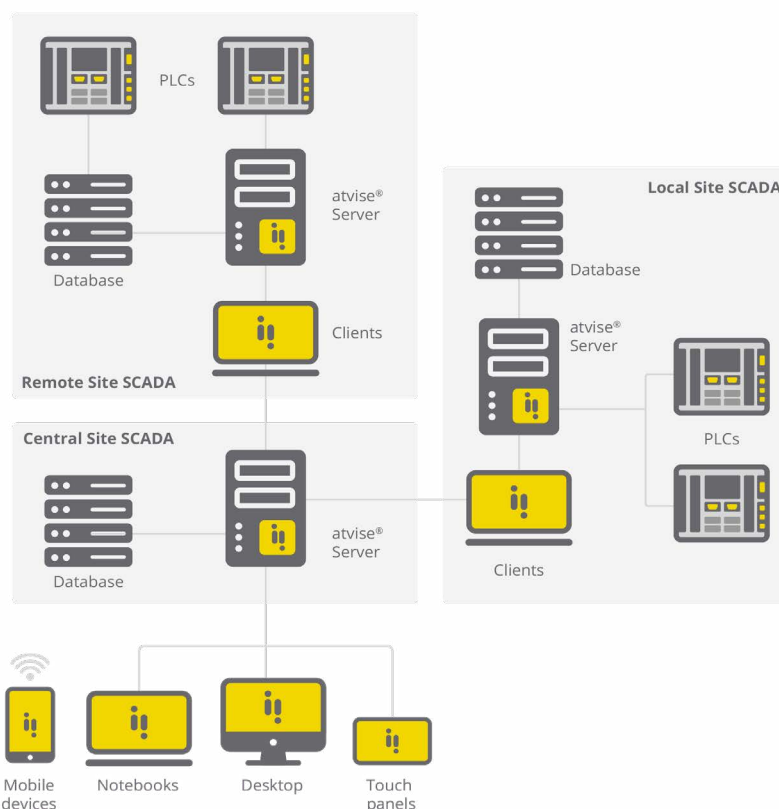 PLCs
atvise®
Server
Database
Clients
Remote Site SCADA
Local Site SCADA
Database
atvise®
Server
PLCs
Clients
Central Site SCADA
atvise®
Server
Database
Mobile
devices
Notebooks
Desktop
Touch
panels